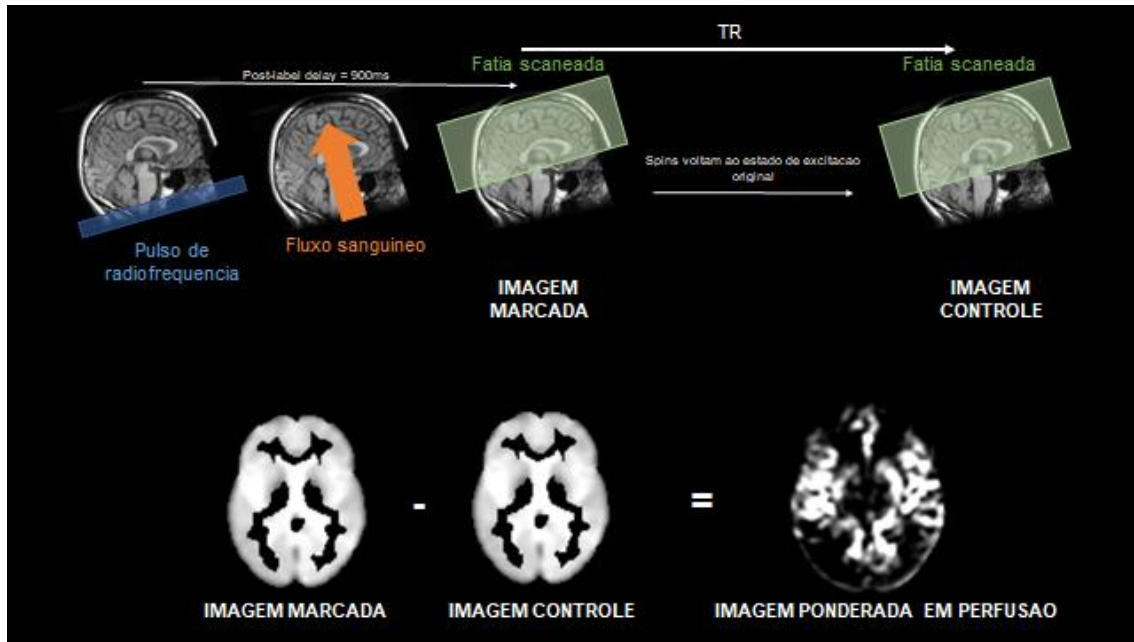 TR
Post-label delay = 900ms
Fatia scaneada
Fatia scaneada
Spins voltam ao estado de excitacao
original
Pulso de
radiofrequencia
Fluxo sanguineo
IMAGEM
MARCADA
IMAGEM
CONTROLE
-
=
IMAGEM MARCADA
IMAGEM CONTROLE
IMAGEM PONDERADA EM PERFUSAO